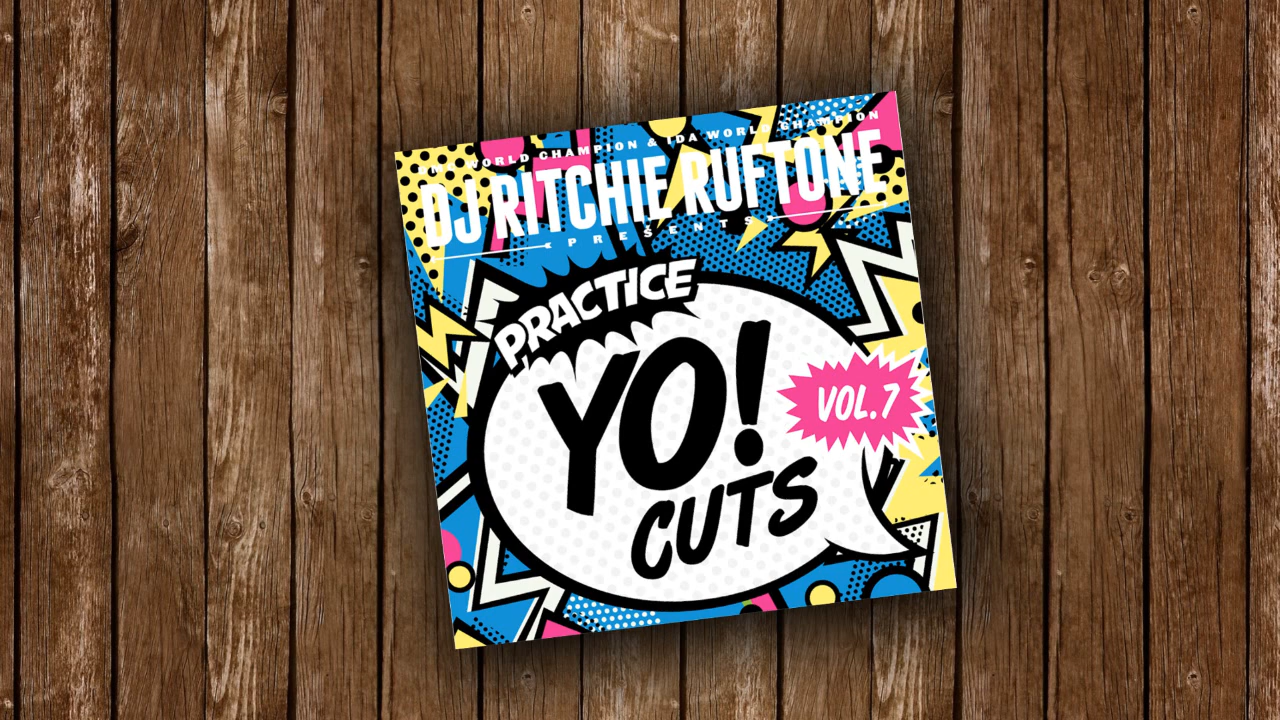 WORLD CHAMPION & IDA WORLD CHAMPION
DJ RITCHIE RUFTONE
PRESENTS
PRACTICE
YO!
CUTS
VOL.7